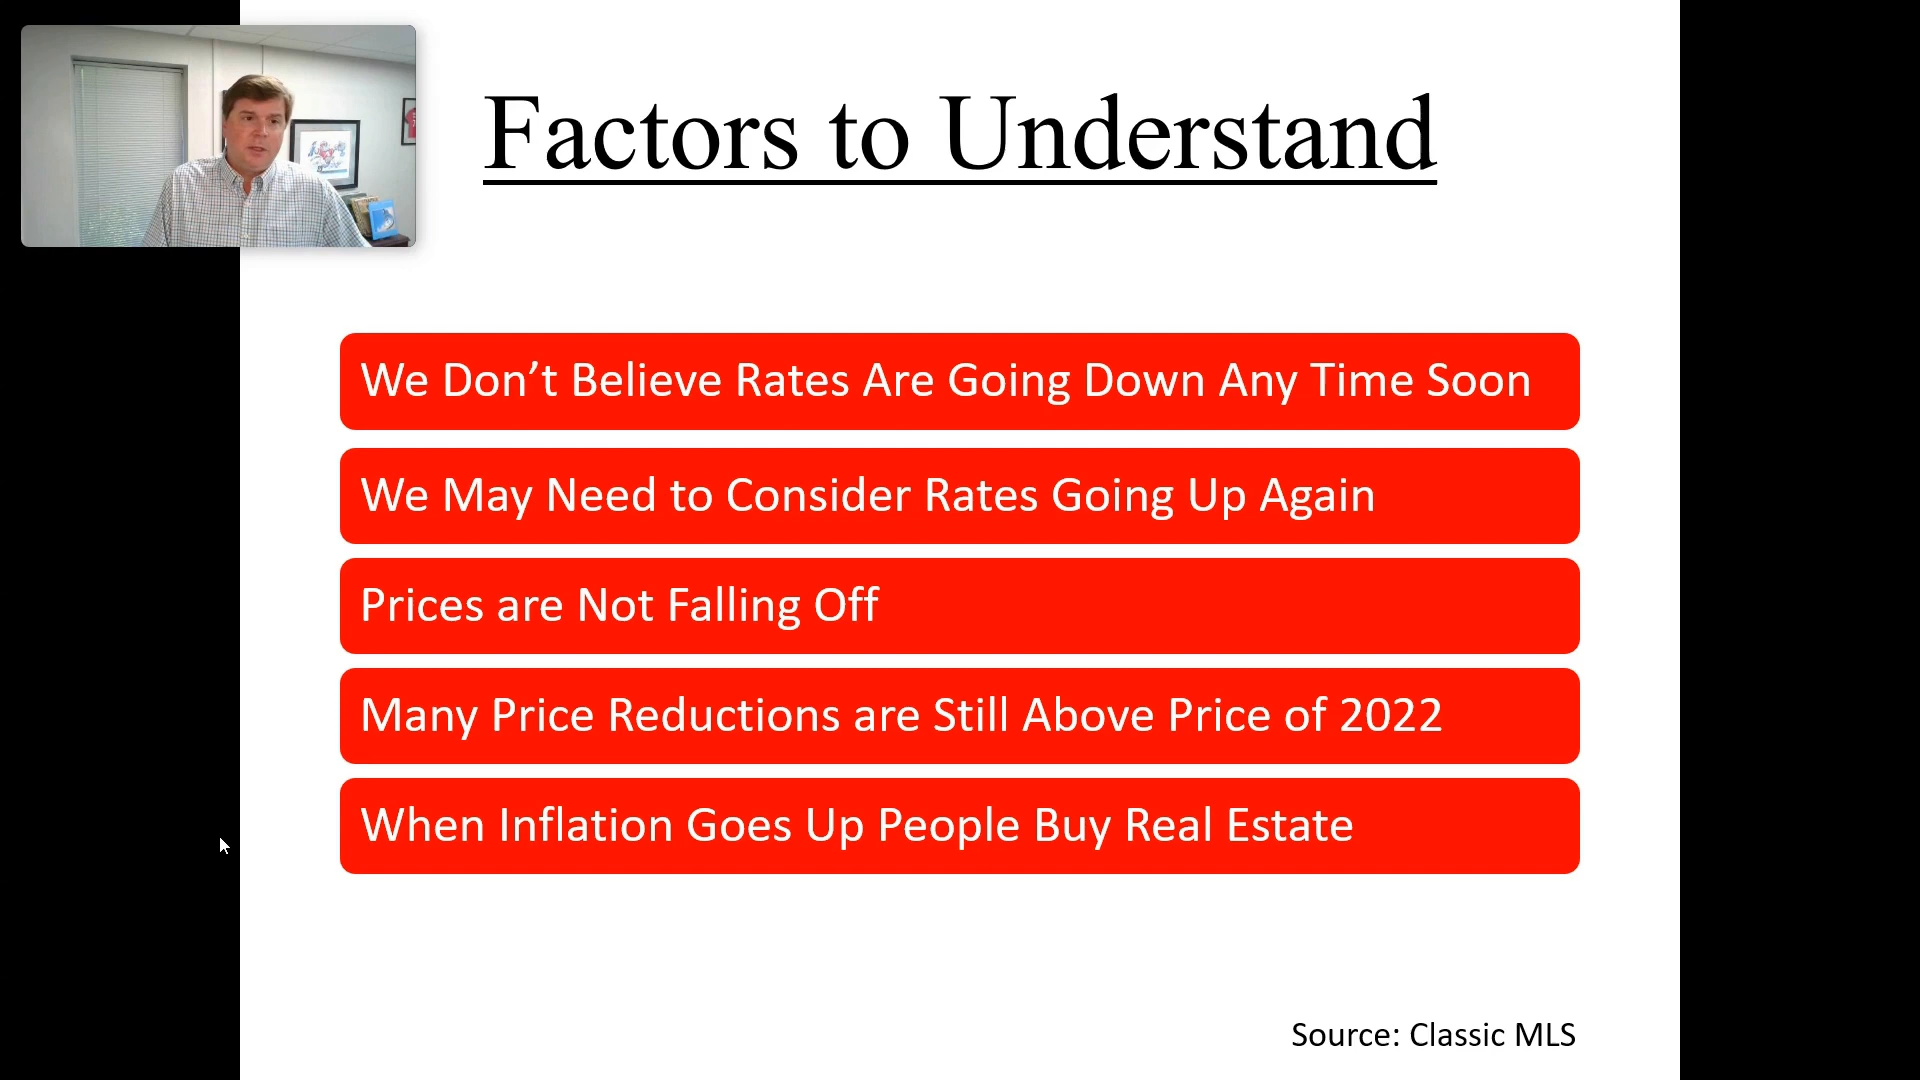 Factors to Understand
We Don’t Believe Rates Are Going Down Any Time Soon
We May Need to Consider Rates Going Up Again
Prices are Not Falling Off
Many Price Reductions are Still Above Price of 2022
When Inflation Goes Up People Buy Real Estate
Source: Classic MLS